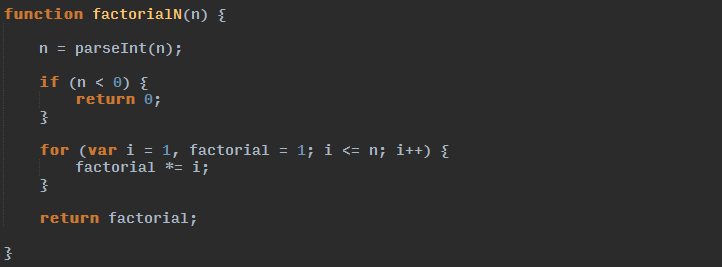 function factorialN(n) {
n = parseInt(n);
if (n < 0) {
return 0;
}
for (var i = 1, factorial = 1; i <= n; i++) {
factorial *= i;
}
return factorial;
}